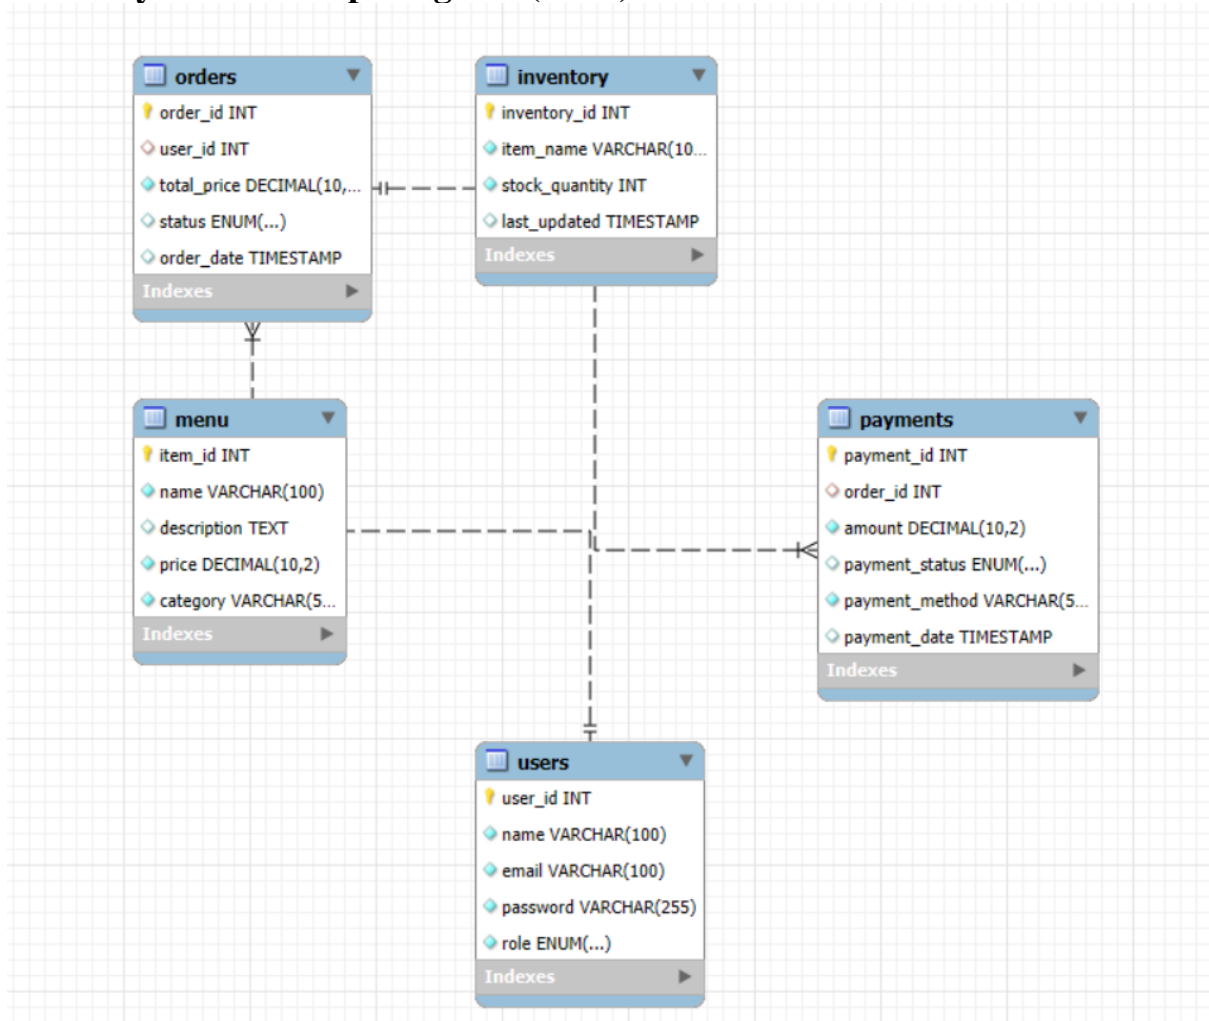 orders
order_id INT
user_id INT
total_price DECIMAL(10,...
status ENUM(...)
order_date TIMESTAMP
Indexes
inventory
inventory_id INT
item_name VARCHAR(10...
stock_quantity INT
last_updated TIMESTAMP
Indexes
menu
item_id INT
name VARCHAR(100)
description TEXT
price DECIMAL(10,2)
category VARCHAR(5...
Indexes
payments
payment_id INT
order_id INT
amount DECIMAL(10,2)
payment_status ENUM(...)
payment_method VARCHAR(5...
payment_date TIMESTAMP
Indexes
users
user_id INT
name VARCHAR(100)
email VARCHAR(100)
password VARCHAR(255)
role ENUM(...)
Indexes